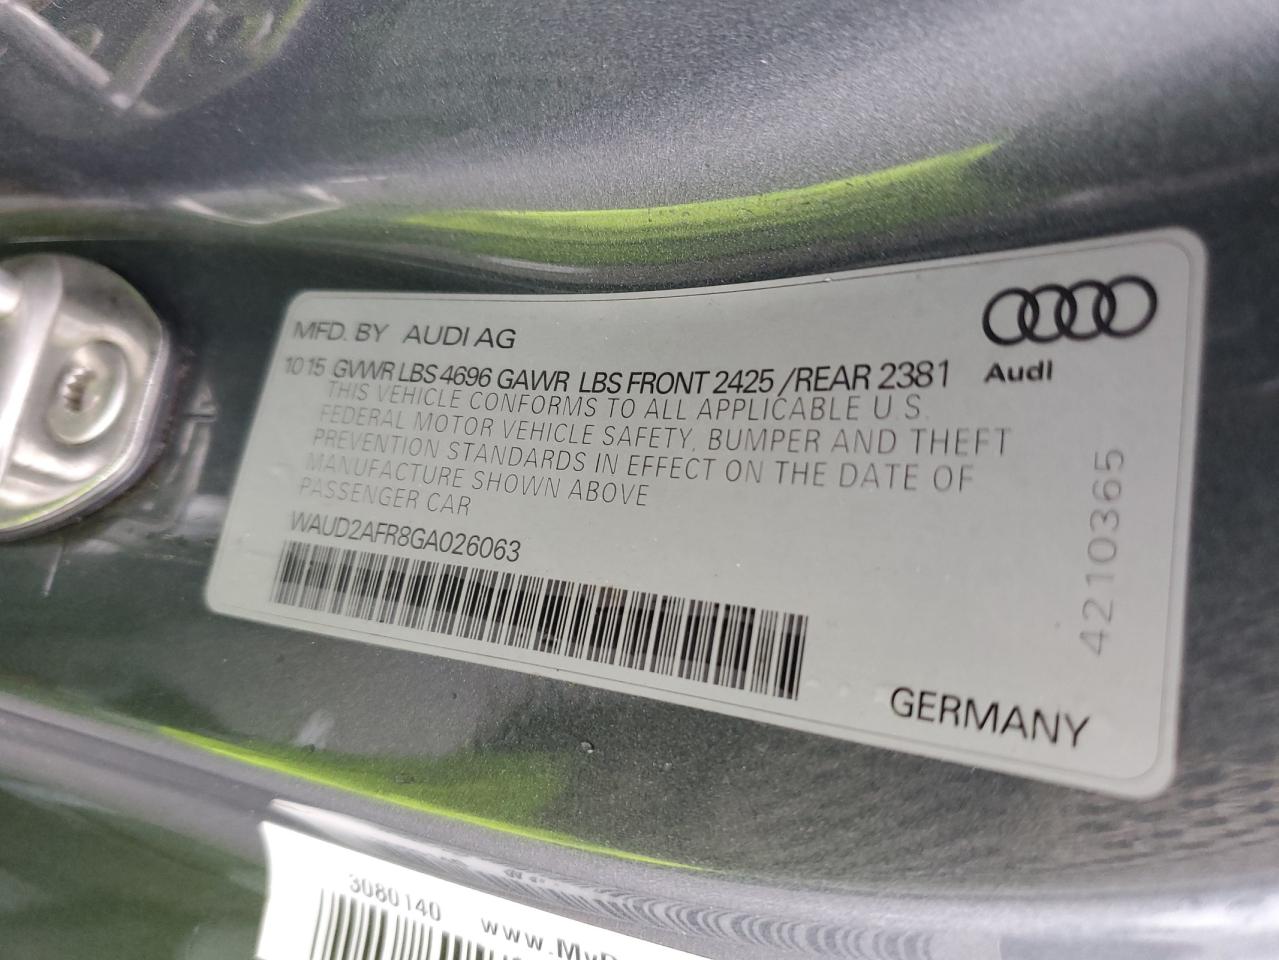 MFD. BY AUDI AG
Audi
10 15 GVWR LBS 4696 GAWR LBS FRONT 2425 /REAR 2381
THIS VEHICLE CONFORMS TO ALL APPLICABLE U.S.
FEDERAL MOTOR VEHICLE SAFETY, BUMPER AND THEFT
PREVENTION STANDARDS IN EFFECT ON THE DATE OF
MANUFACTURE SHOWN ABOVE
PASSENGER CAR
WAUD2AFR8GA026063
4210365
GERMANY
3080140